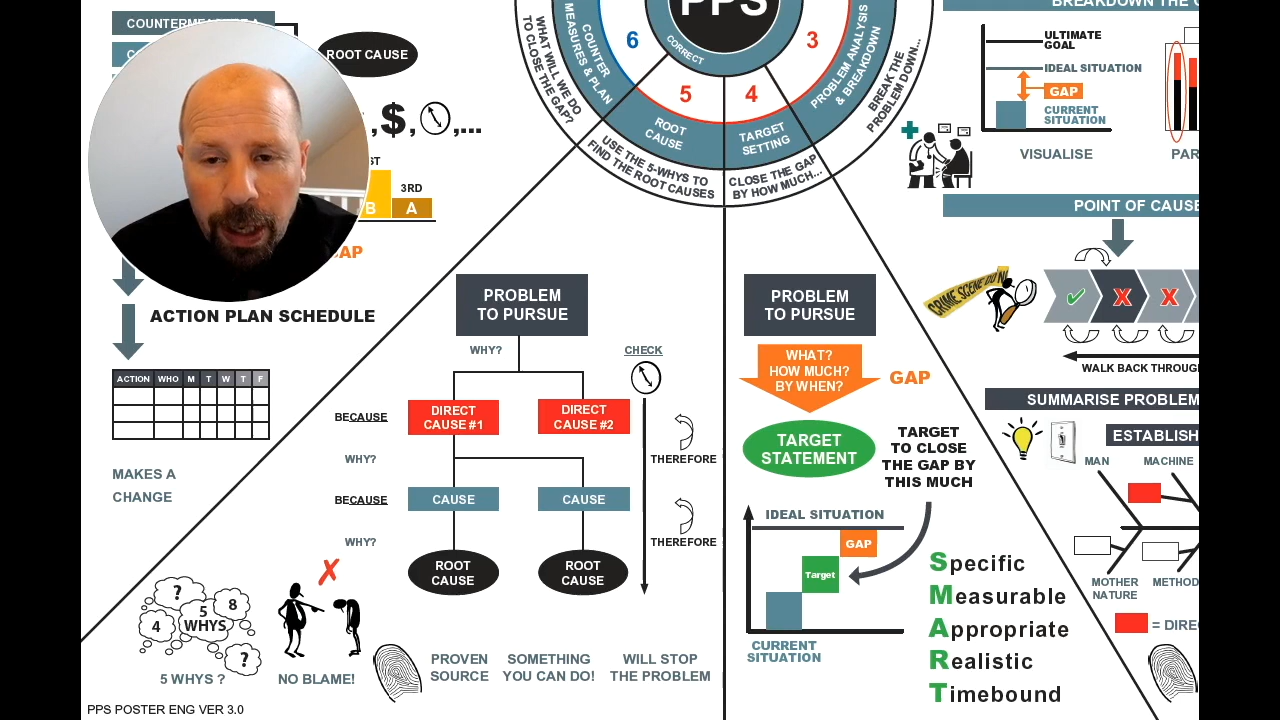 COUNTERMEASURE A
ROOT CAUSE
,$, ,...
3RD
B
A
ACTION PLAN SCHEDULE
ACTION WHO M T W T F
MAKES A
CHANGE
PPS
6
5
4
3
CORRECT
COUNTER
MEASURES & PLAN
WHAT WILL WE DO
TO CLOSE THE GAP?
ROOT
CAUSE
USE THE 5-WHYS TO
FIND THE ROOT CAUSES
TARGET
SETTING
CLOSE THE GAP
BY HOW MUCH...
PROBLEM ANALYSIS
& BREAKDOWN
BREAK THE
PROBLEM DOWN...
PROBLEM
TO PURSUE
WHY?
CHECK
BECAUSE
DIRECT
CAUSE #1
DIRECT
CAUSE #2
WHY?
THEREFORE
BECAUSE
CAUSE
CAUSE
WHY?
THEREFORE
ROOT
CAUSE
ROOT
CAUSE
?
8
4
5
WHYS
?
5 WHYS ?
NO BLAME!
PROVEN
SOURCE
SOMETHING
YOU CAN DO!
WILL STOP
THE PROBLEM
PPS POSTER ENG VER 3.0
PROBLEM
TO PURSUE
WHAT?
HOW MUCH?
BY WHEN?
GAP
TARGET
STATEMENT
TARGET
TO CLOSE
THE GAP BY
THIS MUCH
IDEAL SITUATION
GAP
Target
CURRENT
SITUATION
Specific
Measurable
Appropriate
Realistic
Timebound
BREAKDOWN THE
ULTIMATE
GOAL
IDEAL SITUATION
GAP
CURRENT
SITUATION
VISUALISE
PAR
POINT OF CAUSE
CRIME SCENE DO N
WALK BACK THROUG
SUMMARISE PROBLEM
ESTABLISH
MAN
MACHINE
MOTHER
NATURE
METHOD
= DIREC